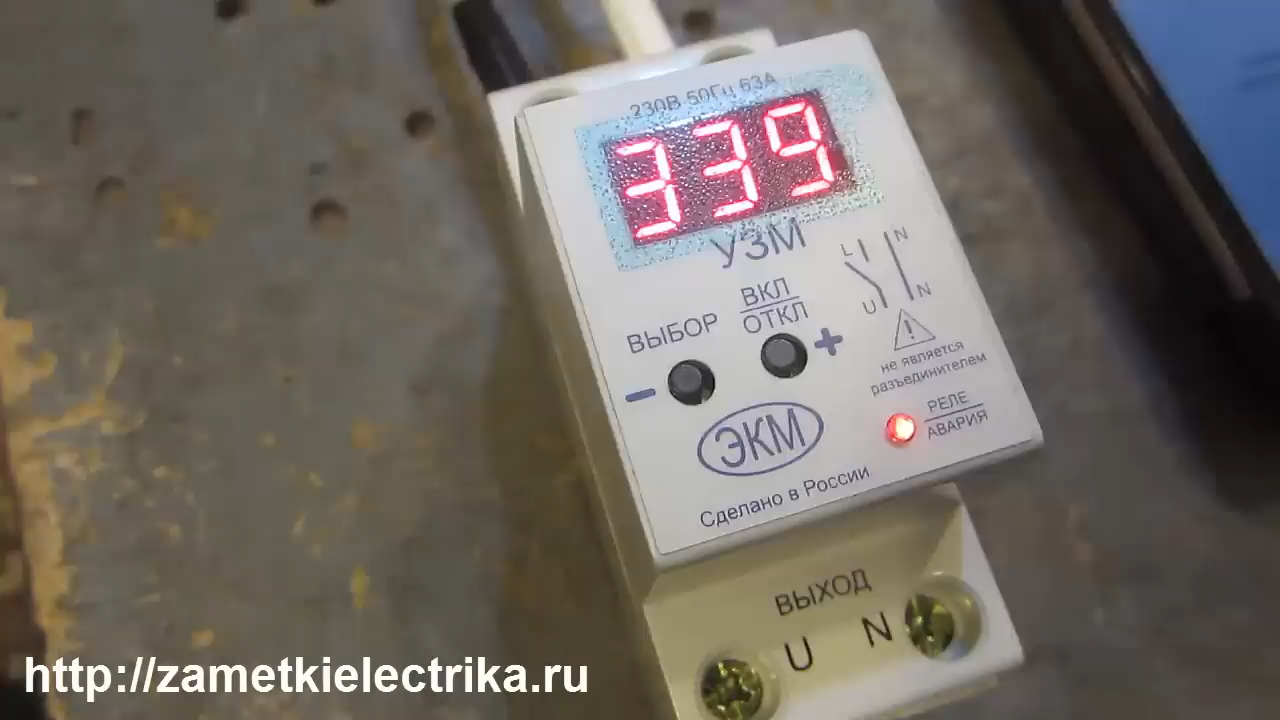 230В 50Гц 63А
339
УЗМ
L N
U N
ВЫБОР
ВКЛ
ОТКЛ
- +
не является
разъединителем
РЕЛЕ
АВАРИЯ
ЭКМ
Сделано в России
ВЫХОД
U N
http://zametkielectrika.ru